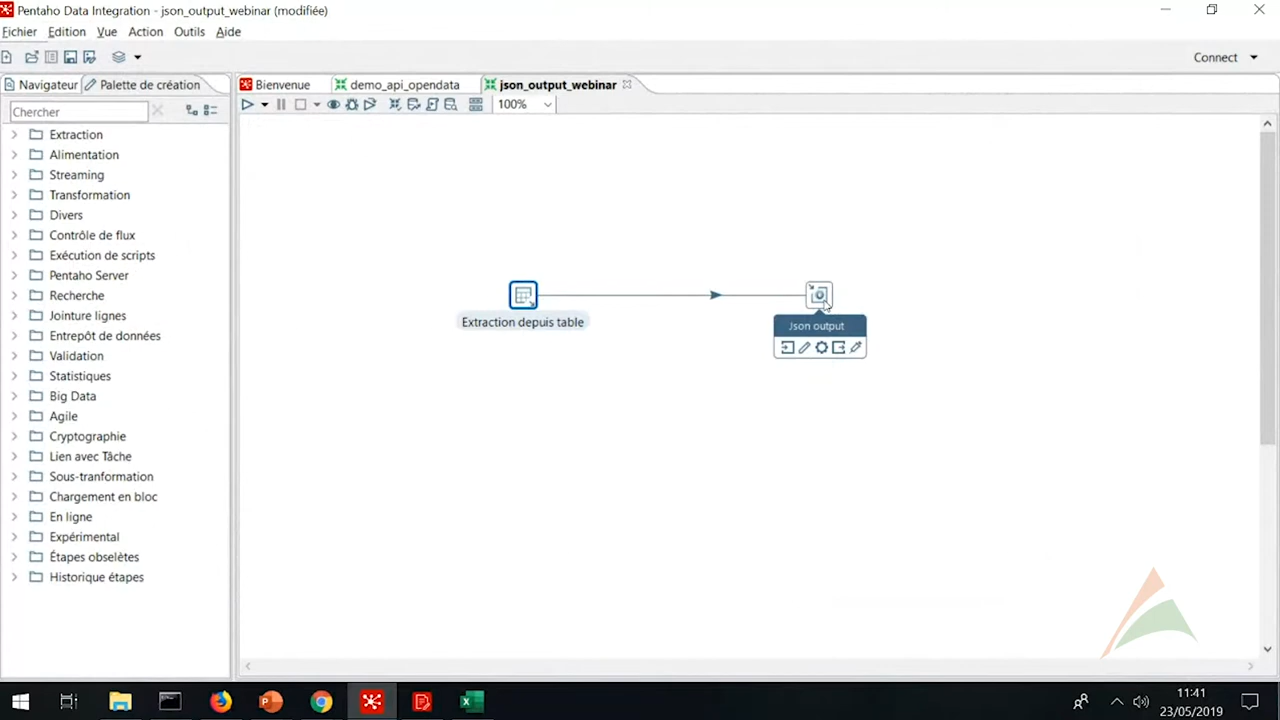 Pentaho Data Integration - json_output_webinar (modifiée)
Fichier Edition Vue Action Outils Aide
Connect
Navigateur Palette de création Bienvenue demo_api_opendata json_output_webinar
Chercher
100%
Extraction
Alimentation
Streaming
Transformation
Divers
Contrôle de flux
Exécution de scripts
Pentaho Server
Recherche
Jointure lignes
Entrepôt de données
Validation
Statistiques
Big Data
Agile
Cryptographie
Lien avec Tâche
Sous-tranformation
Chargement en bloc
En ligne
Expérimental
Étapes obselètes
Historique étapes
Extraction depuis table
Json output
11:41
23/05/2019